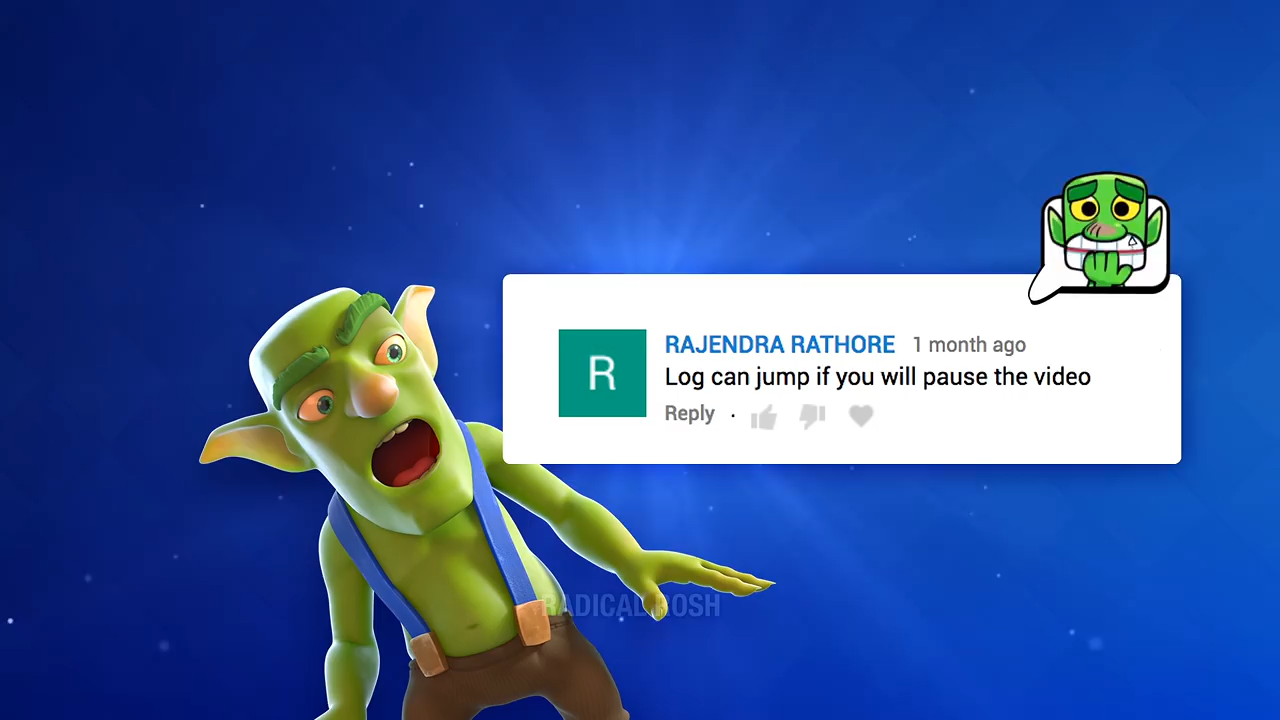 R
RAJENDRA RATHORE 1 month ago
Log can jump if you will pause the video
Reply ·
RADICAL ROSH